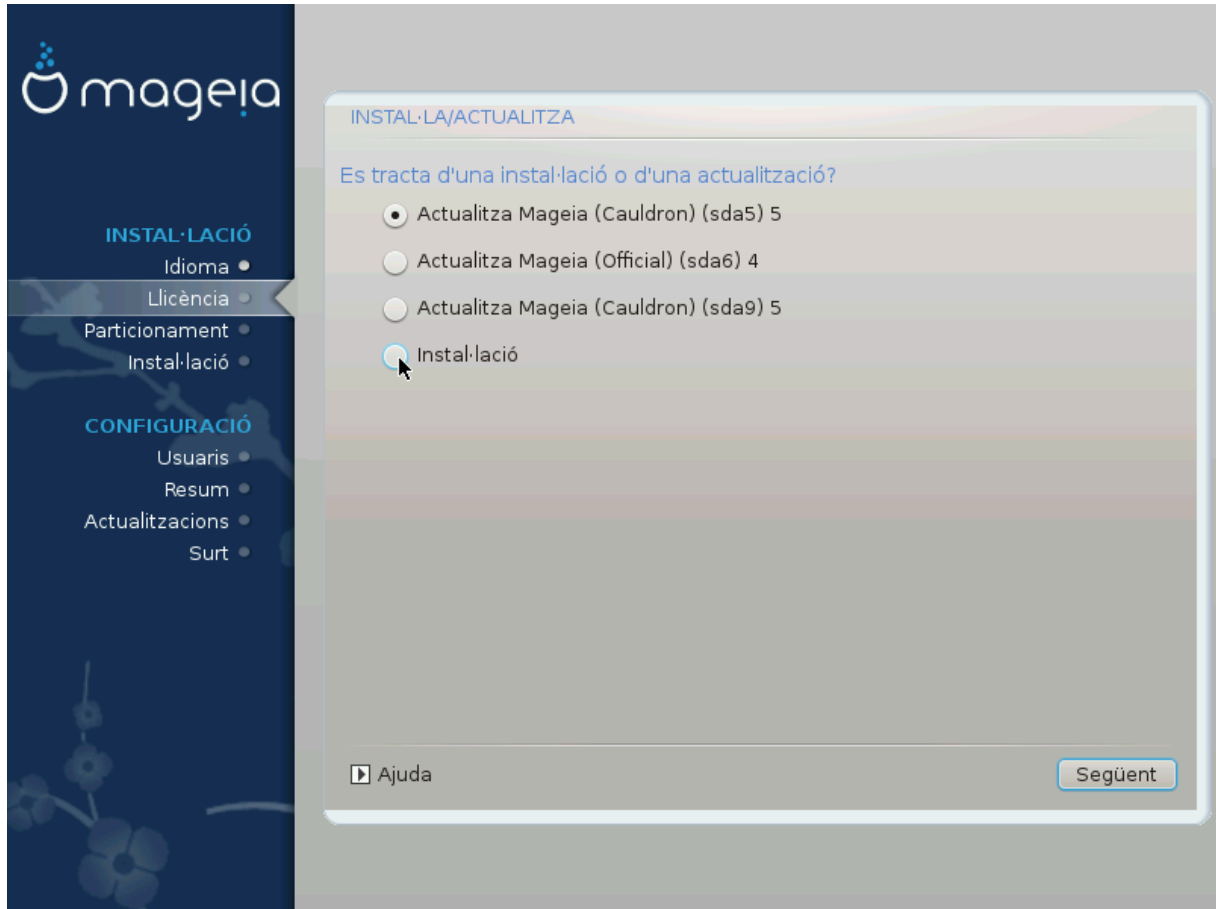 mageia
INSTAL·LACIÓ
Idioma
Llicència
Particionament
Instal·lació
CONFIGURACIÓ
Usuaris
Resum
Actualitzacions
Surt
INSTAL·LA/ACTUALITZA
Es tracta d'una instal·lació o d'una actualització?
Actualitza Mageia (Cauldron) (sda5) 5
Actualitza Mageia (Official) (sda6) 4
Actualitza Mageia (Cauldron) (sda9) 5
Instal·lació
Ajuda
Següent